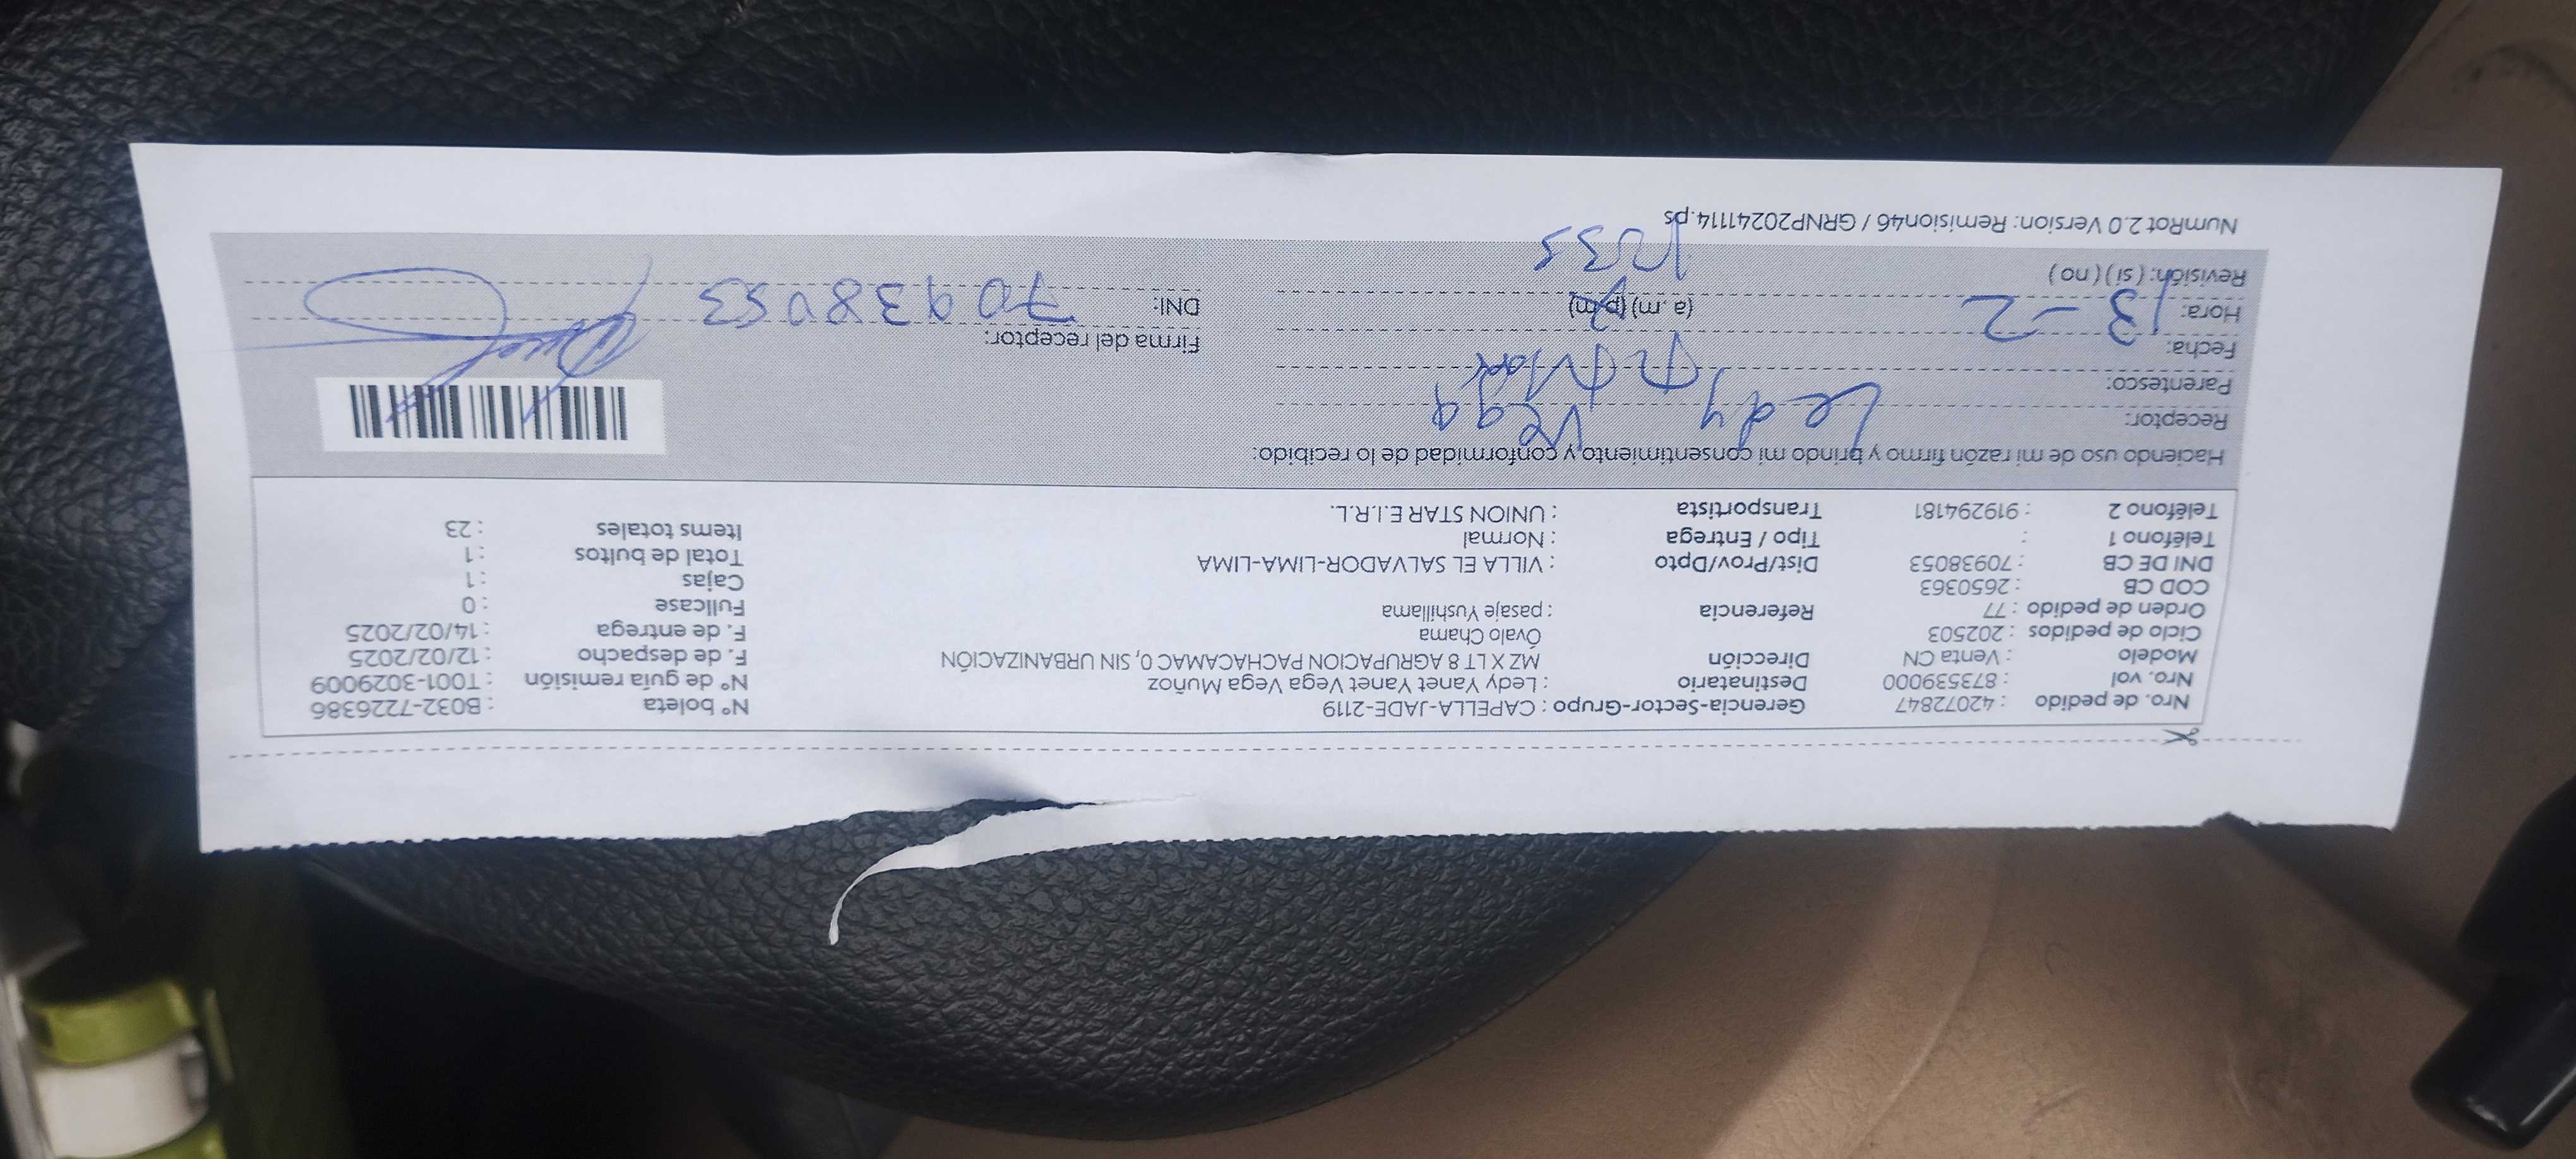 Nro. de pedido : 42072847 Gerencia-Sector-Grupo : CAPELLA-JADE-2119 N° boleta : B032-7226386
Nro. vol : 873539000 Destinatario : Ledy Yanet Yanet Vega Vega Muñoz N° de guía remisión : T001-3029009
Modelo : Venta CN Dirección MZ X LT 8 AGRUPACION PACHACAMAC 0, SIN URBANIZACIÓN F. de despacho : 12/02/2025
Ciclo de pedidos : 202503 Óvalo Chama F. de entrega : 14/02/2025
Orden de pedido : 77 Referencia : pasaje Yushillama Fullcase : 0
COD CB : 2650363 Cajas : 1
DNI DE CB : 70938053 Dist/Prov/Dpto : VILLA EL SALVADOR-LIMA-LIMA Total de bultos : 1
Teléfono 1 : Tipo / Entrega : Normal Items totales : 23
Teléfono 2 : 919294181 Transportista : UNION STAR E.I.R.L.
Haciendo uso de mi razón firmo y brindo mi consentimiento y conformidad de lo recibido:
Receptor: Ledy Vega
Parentesco:
Fecha: 13-2 Firma del receptor:
Hora: (a.m) (p.m) DNI: 70938053
Revisión: (si) (no) 1035
NumRot 2.0 Version: Remision46 / GRNP20241114.ps